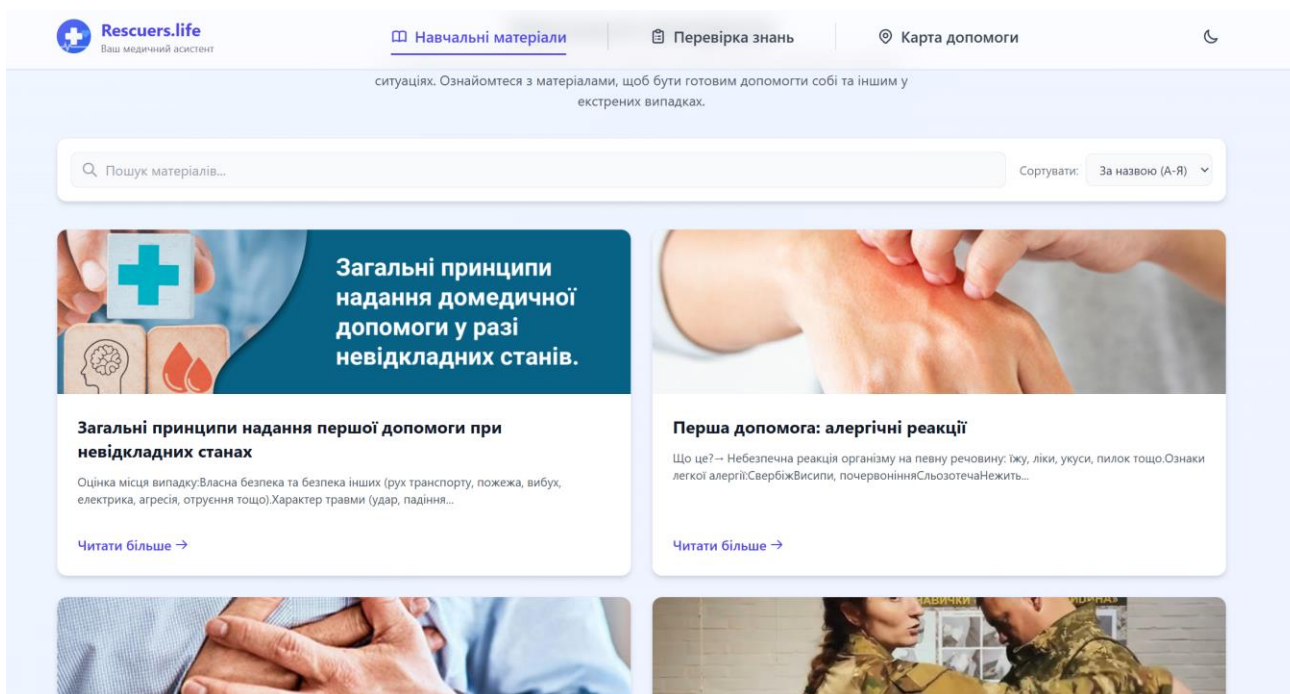 Rescuers.life
Ваш медичний асистент
Навчальні матеріали
Перевірка знань
Карта допомоги
ситуаціях. Ознайомтеся з матеріалами, щоб бути готовим допомогти собі та іншим у
екстрених випадках.
Пошук матеріалів...
Сортувати:
За назвою (А-Я)
Загальні принципи
надання домедичної
допомоги у разі
невідкладних станів.
Загальні принципи надання першої допомоги при
невідкладних станах
Оцінка місця випадку:Власна безпека та безпека інших (рух транспорту, пожежа, вибух,
електрика, агресія, отруєння тощо).Характер травми (удар, падіння...
Читати більше →
Перша допомога: алергічні реакції
Що це?→ Небезпечна реакція організму на певну речовину: їжу, ліки, укуси, пилок тощо.Ознаки
легкої алергії:СвербіжВисипи, почервонінняСльозотечаНежить...
Читати більше →